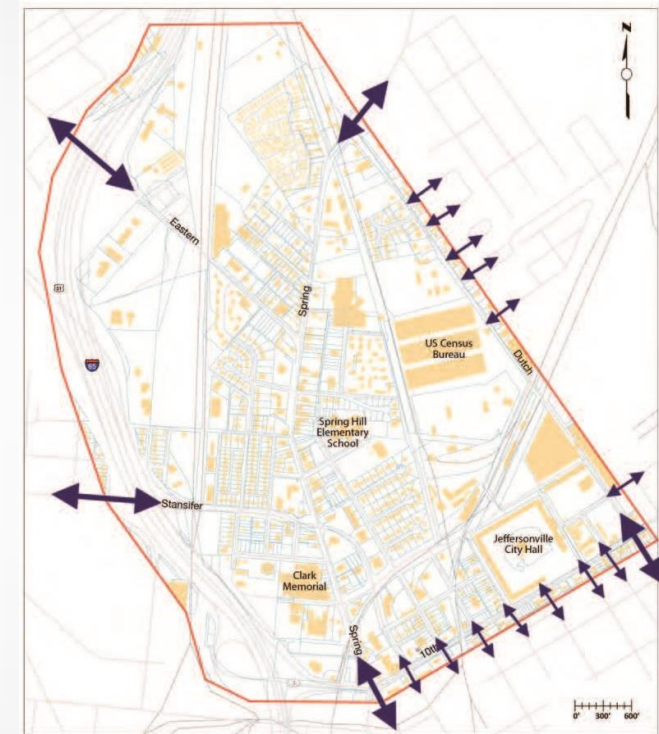 N
Eastern
Spring
31
65
US Census
Bureau
Dutch
Spring Hill
Elementary
School
Stansifer
Jeffersonville
City Hall
Clark
Memorial
Spring
10th
0' 300' 600'